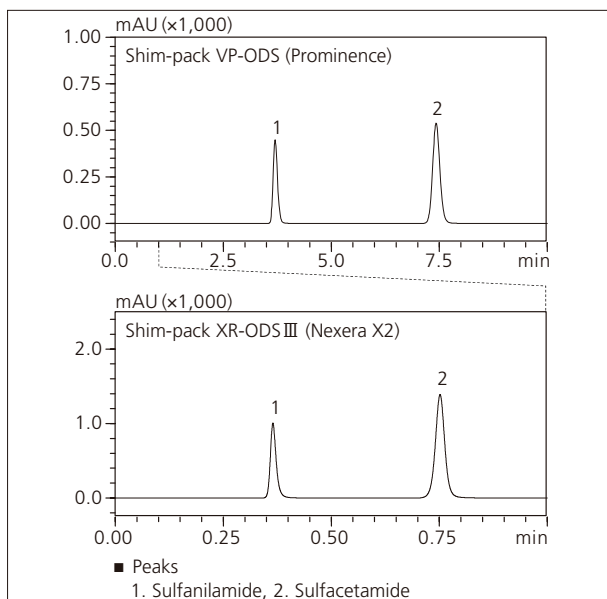 mAU (×1,000)
1.00
Shim-pack VP-ODS (Prominence)
0.75
2
0.50
1
0.25
0.00
0.0 2.5 5.0 7.5 min
mAU (×1,000)
Shim-pack XR-ODSⅢ (Nexera X2)
2.0
2
1
1.0
0.0
0.00 0.25 0.50 0.75 min
■ Peaks
1. Sulfanilamide, 2. Sulfacetamide